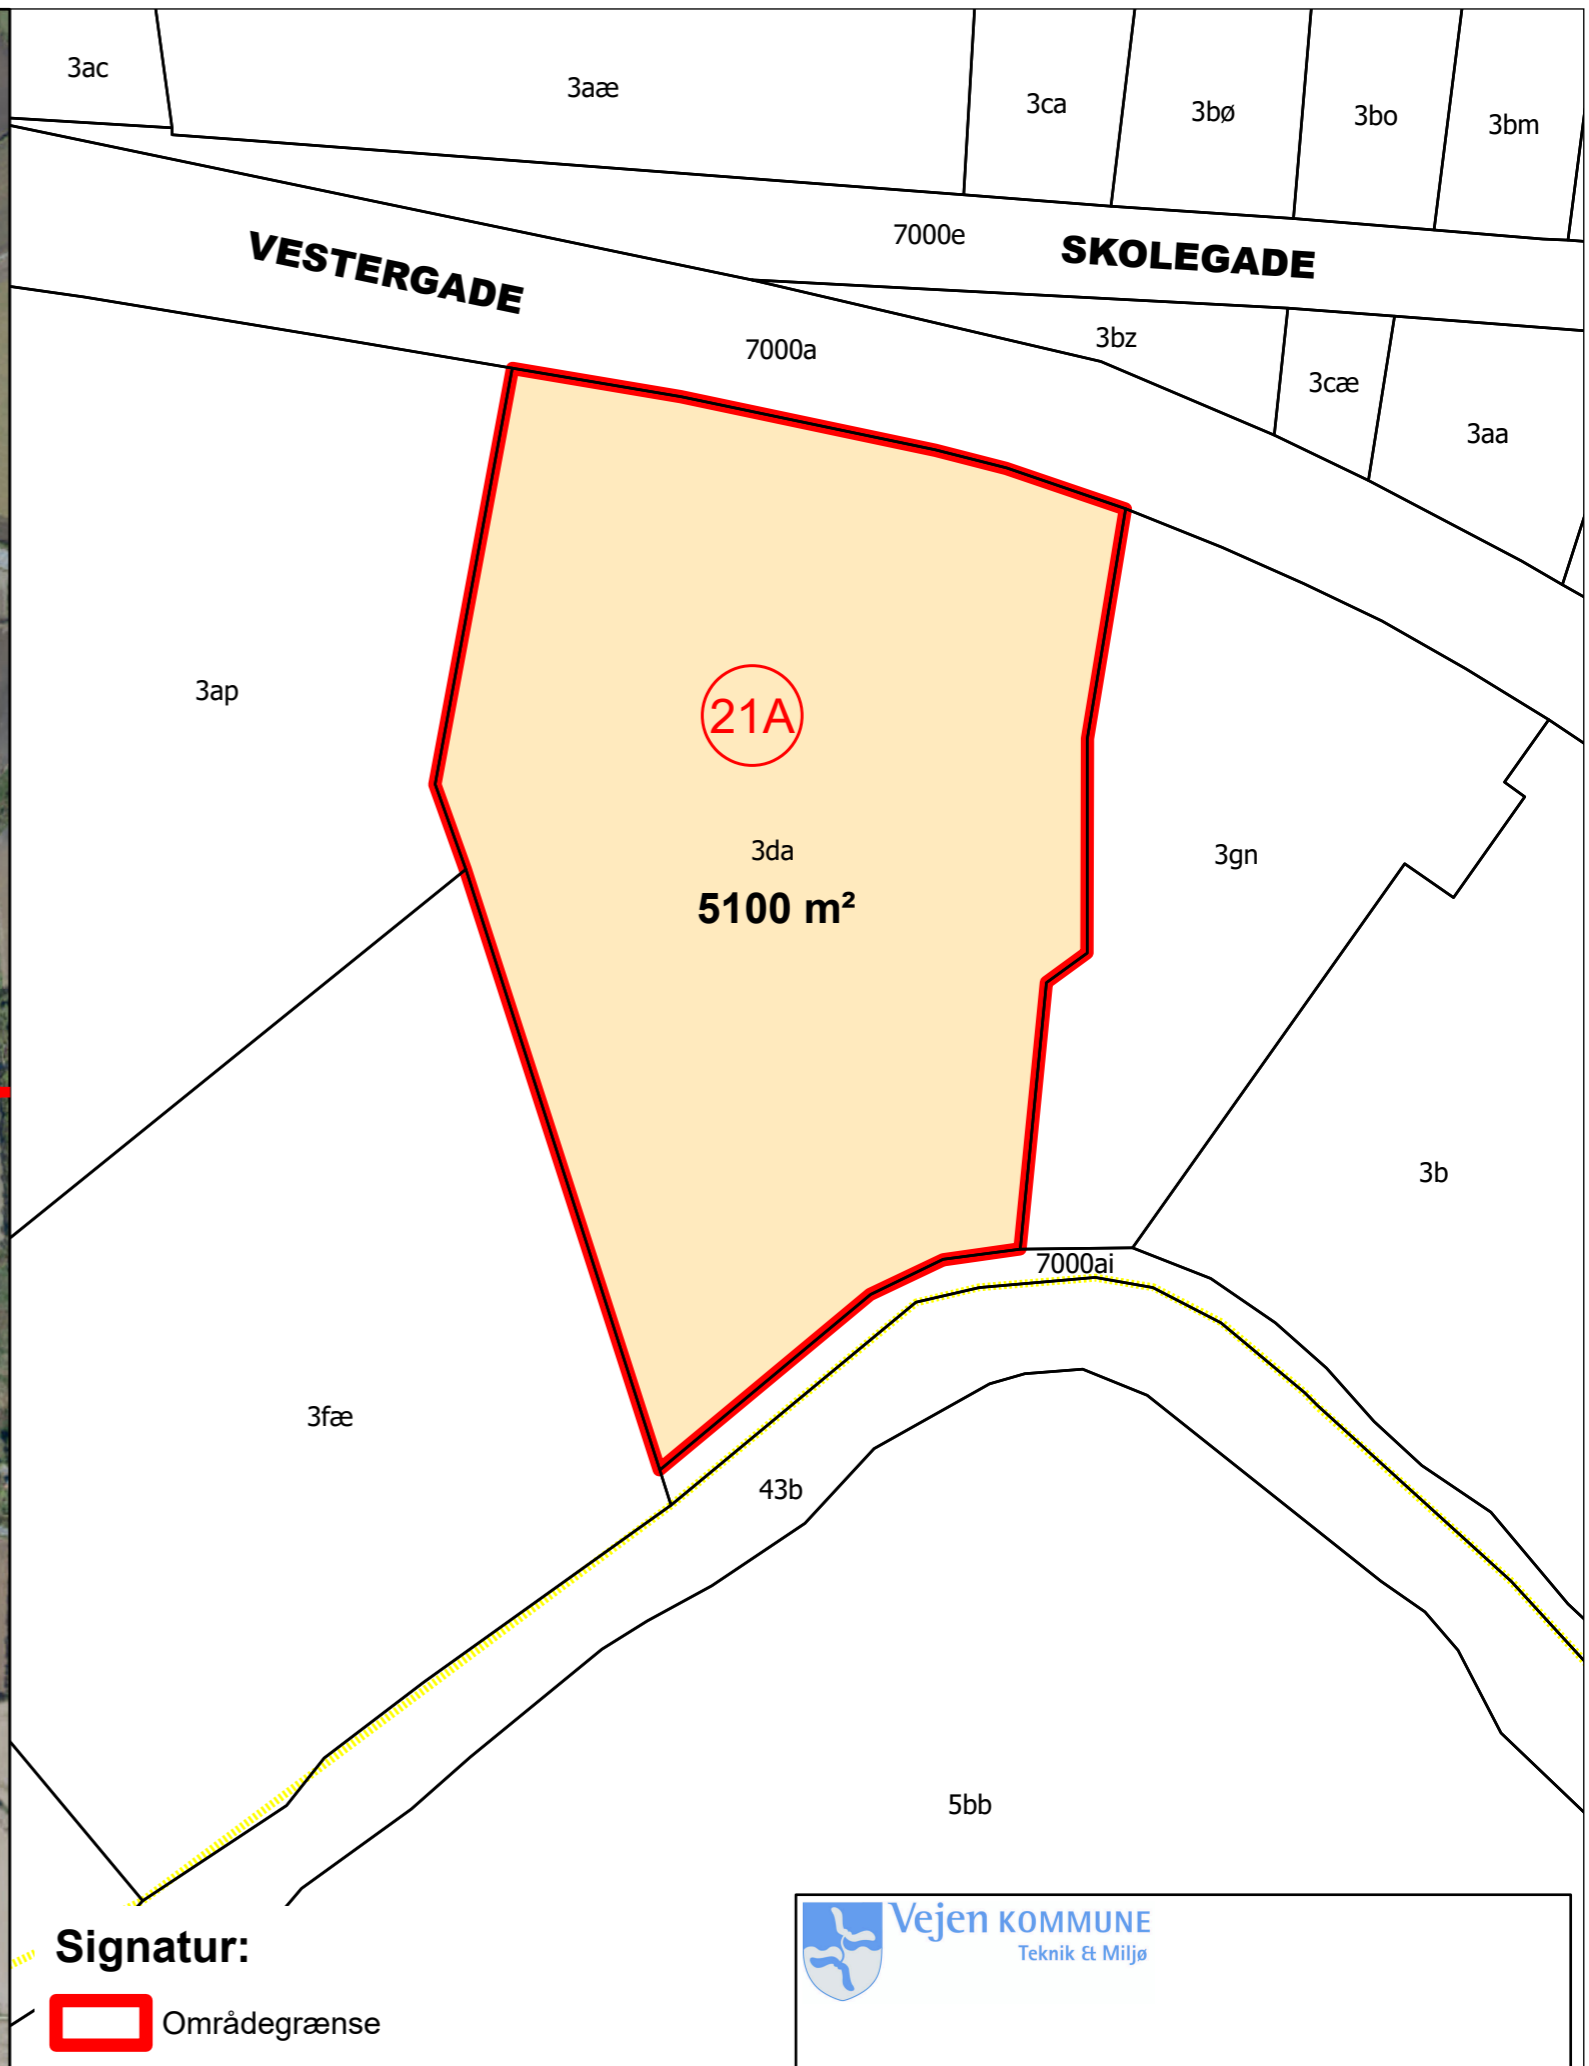 3ac
3aæ
3ca
3bø
3bo
3bm
7000e
SKOLEGADE
VESTERGADE
7000a
3bz
3cæ
3aa
3ap
21A
3da
5100 m²
3gn
3b
7000ai
3fæ
43b
5bb
Signatur:
Områdegrænse
Vejen KOMMUNE
Teknik & Miljø